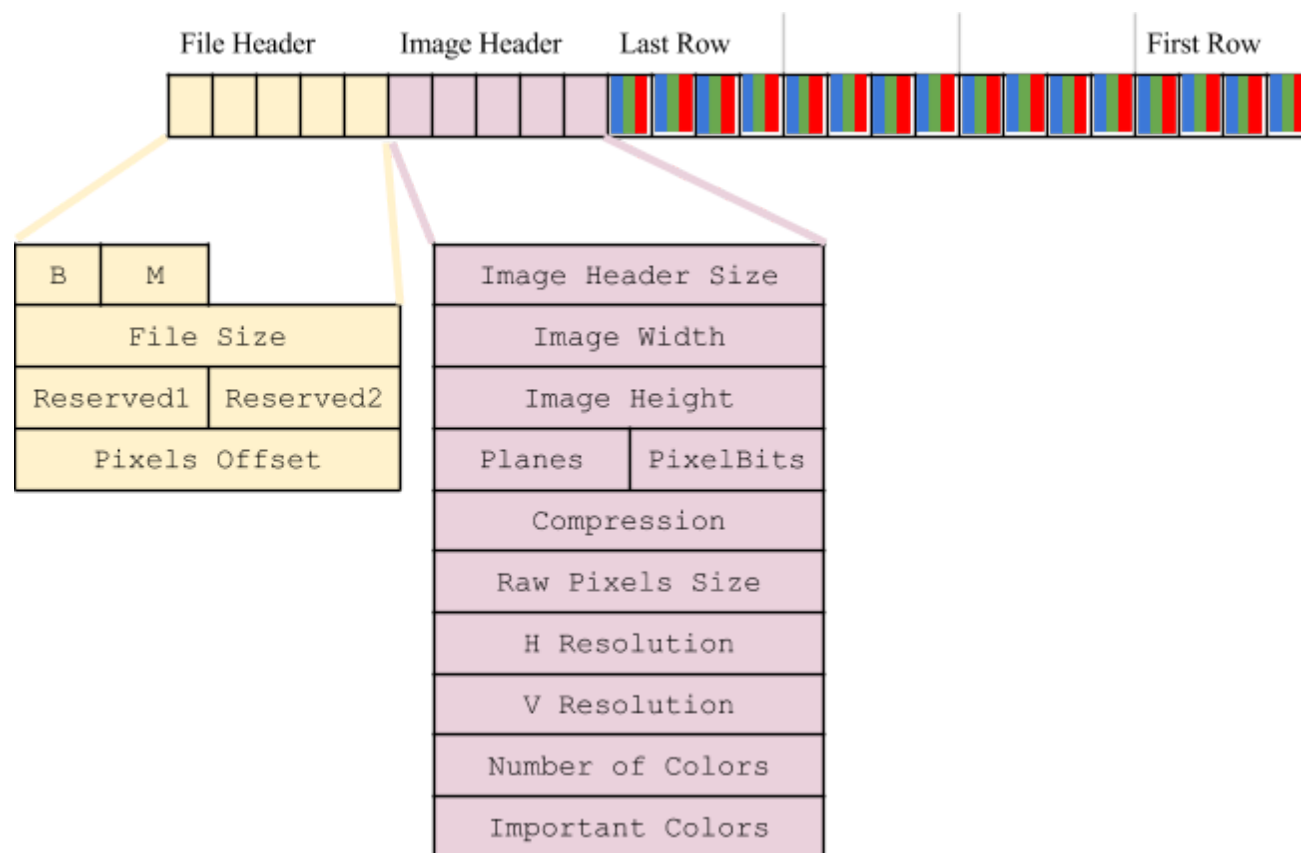 File Header Image Header Last Row First Row
B M
File Size
Reserved1 Reserved2
Pixels Offset
Image Header Size
Image Width
Image Height
Planes PixelBits
Compression
Raw Pixels Size
H Resolution
V Resolution
Number of Colors
Important Colors